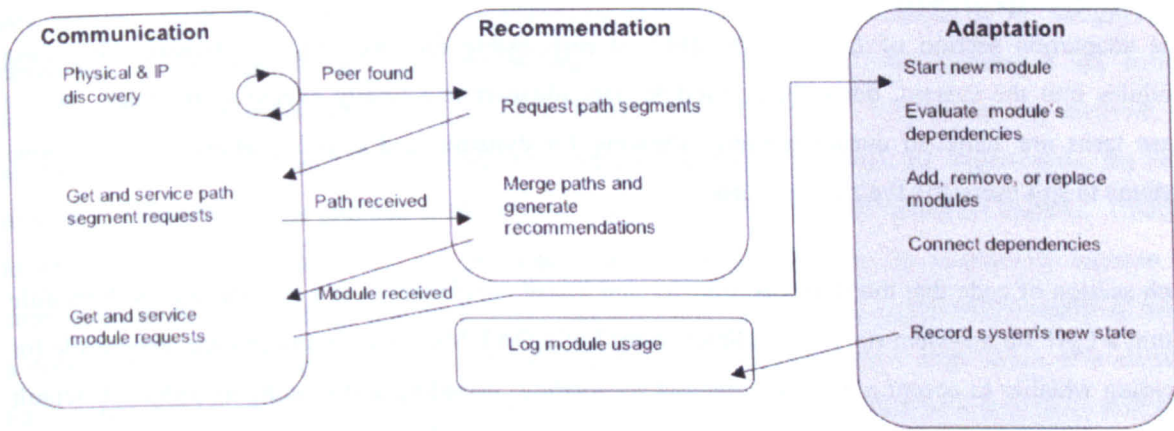 Communication
Physical & IP
discovery
Get and service path
segment requests
Get and service
module requests
Peer found
Path received
Module received
Recommendation
Request path segments
Merge paths and
generate
recommendations
Log module usage
Adaptation
Start new module
Evaluate module's
dependencies
Add, remove, or replace
modules
Connect dependencies
Record system's new state